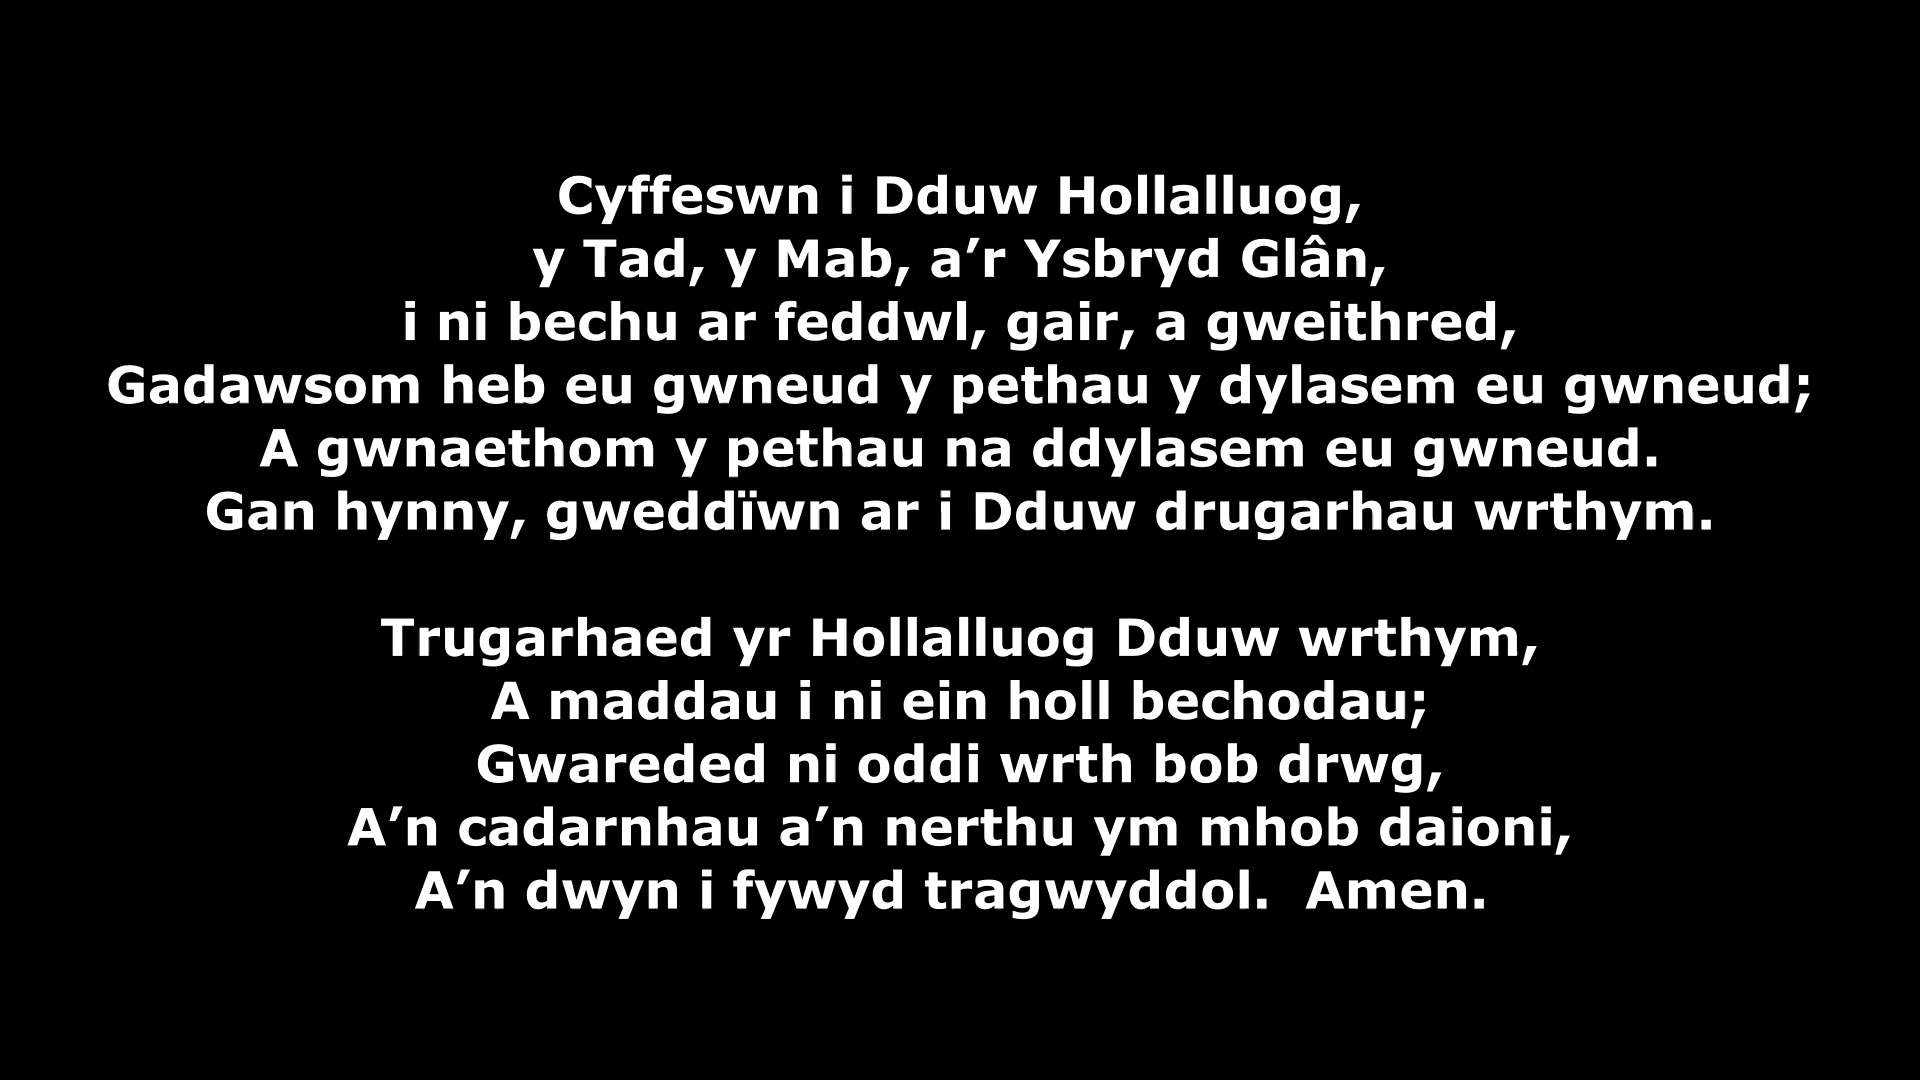 Cyffeswn i Dduw Hollalluog,
y Tad, y Mab, a’r Ysbryd Glân,
i ni bechu ar feddwl, gair, a gweithred,
Gadawsom heb eu gwneud y pethau y dylasem eu gwneud;
A gwnaethom y pethau na ddylasem eu gwneud.
Gan hynny, gweddïwn ar i Dduw drugarhau wrthym.

Trugarhaed yr Hollalluog Dduw wrthym,
A maddau i ni ein holl bechodau;
Gwareded ni oddi wrth bob drwg,
A’n cadarnhau a’n nerthu ym mhob daioni,
A’n dwyn i fywyd tragwyddol.  Amen.